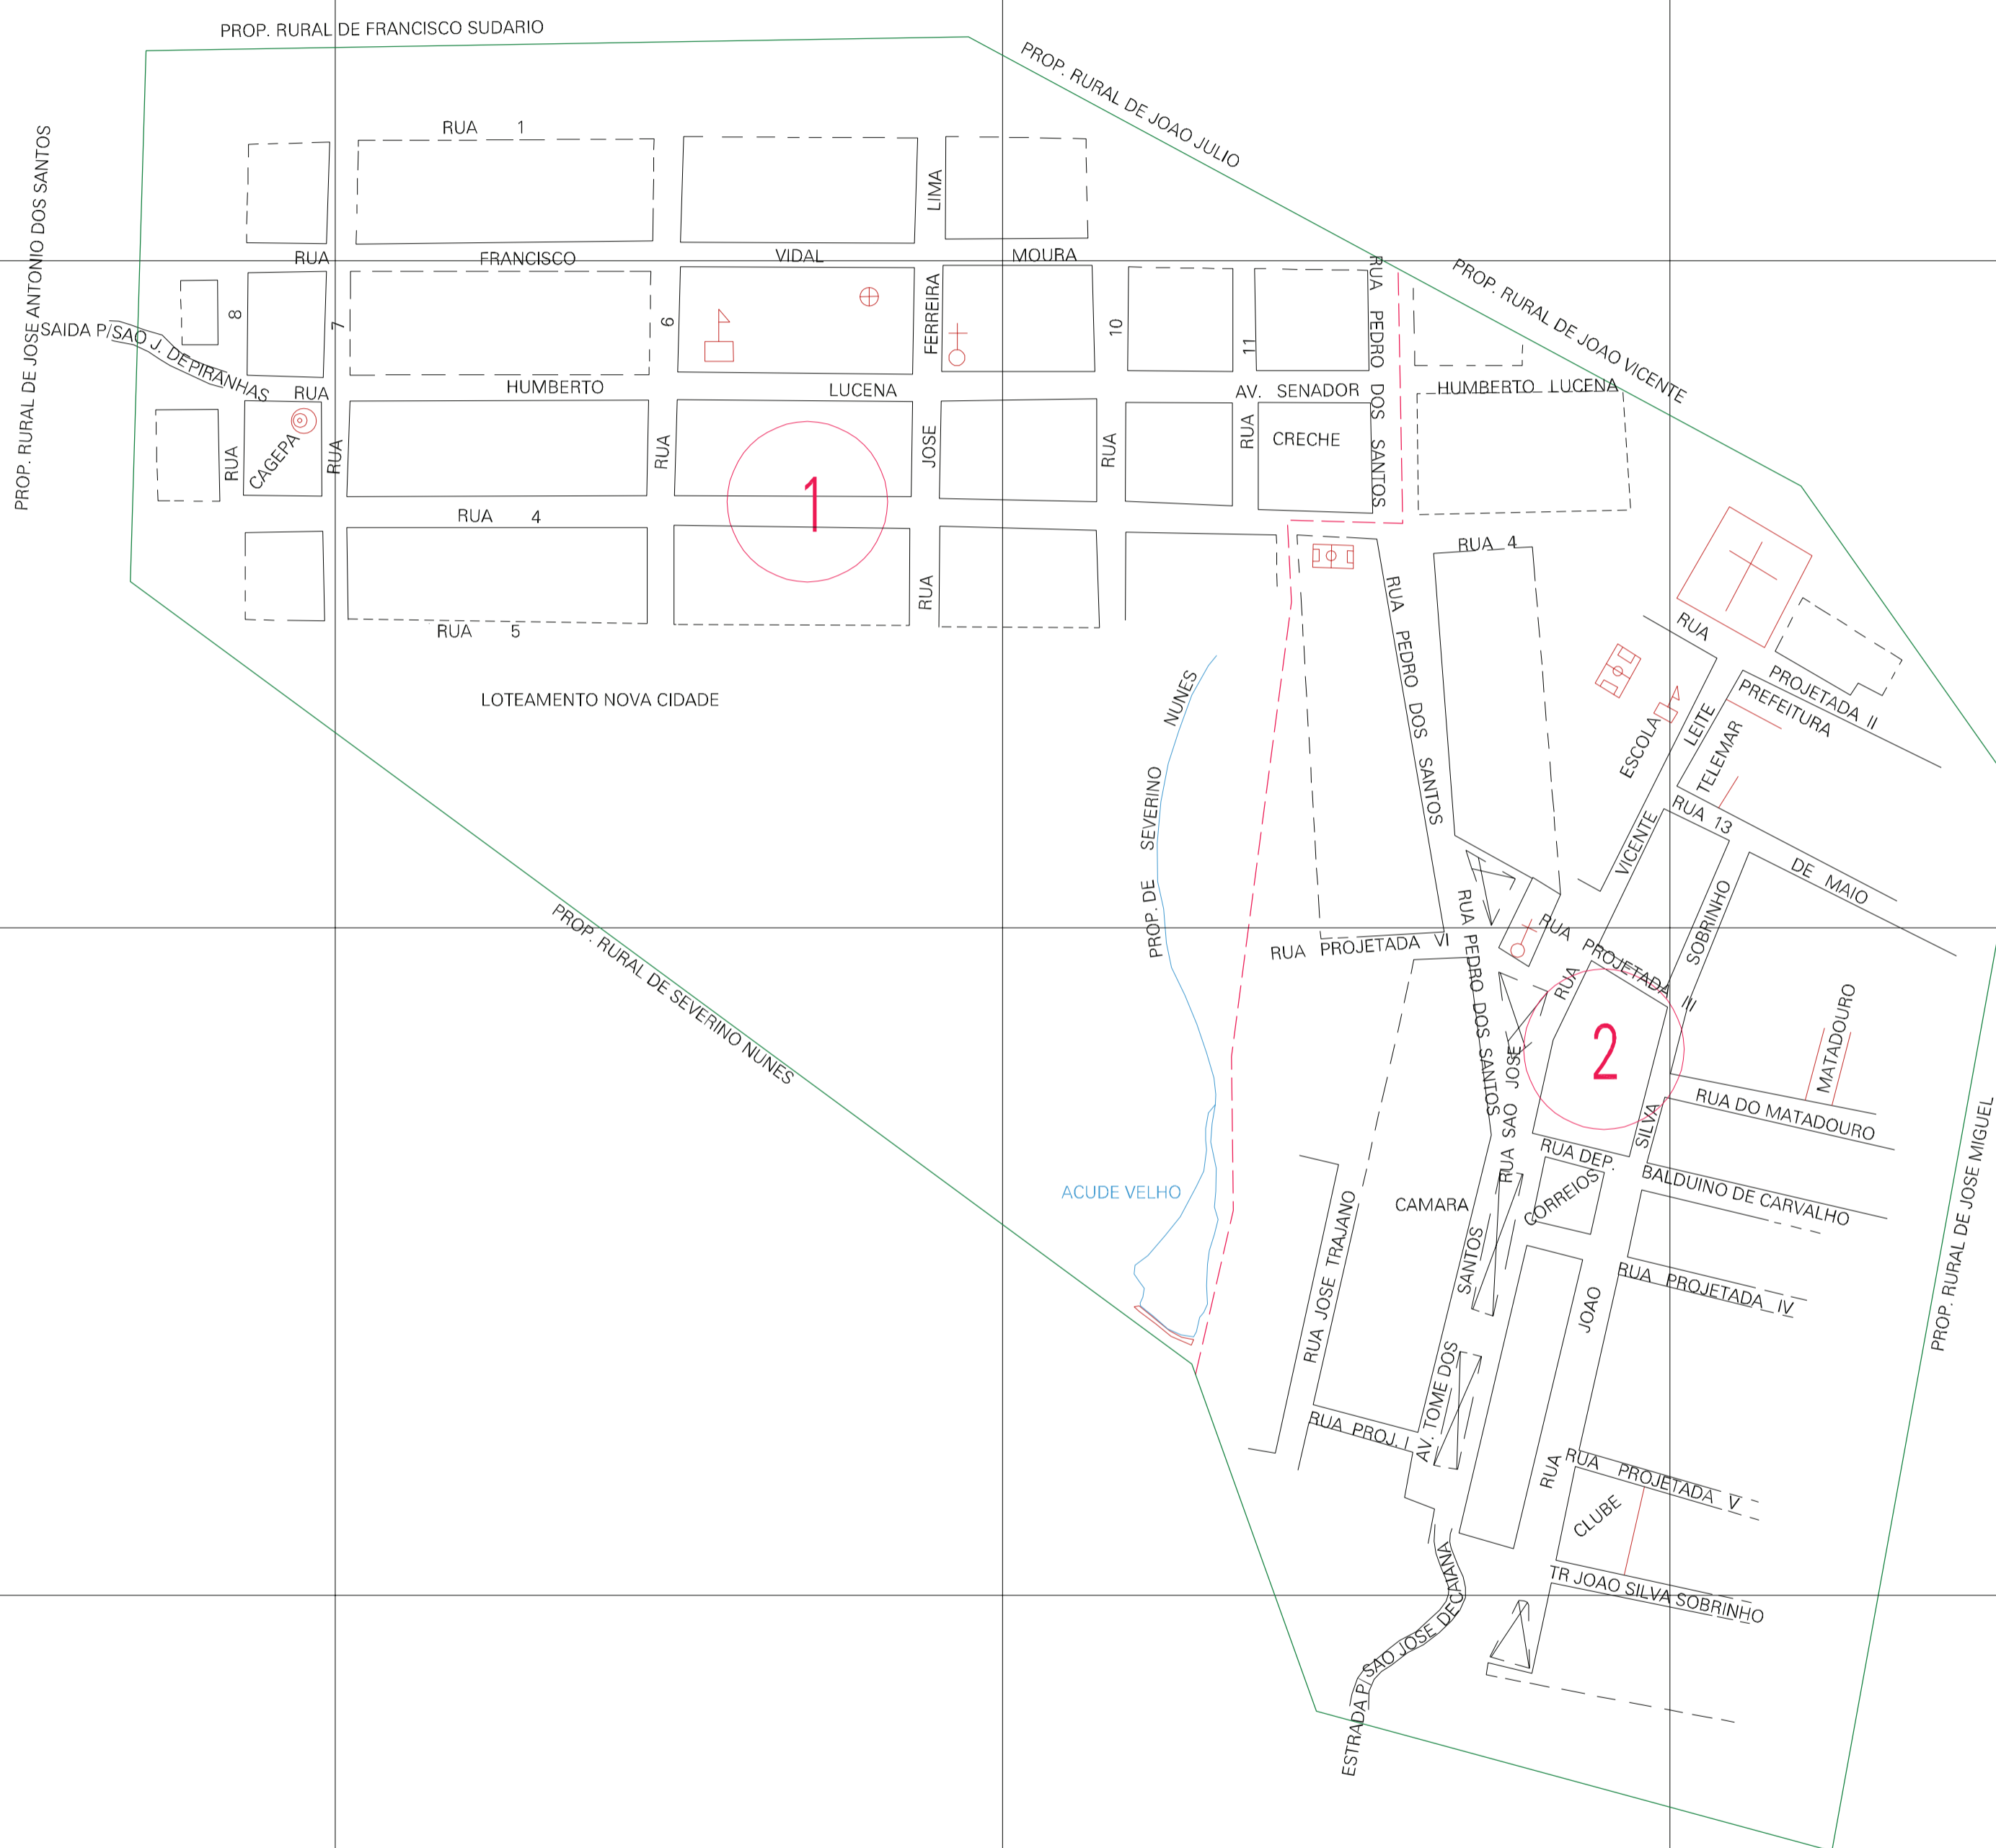 PROP. RURAL DE FRANCISCO SUDARIO
PROP. RURAL DE JOAO JULIO
PROP. RURAL DE JOSE ANTONIO DOS SANTOS
RUA 1
LIMA
RUA FRANCISCO VIDAL MOURA
RUA PEDRO DOS SANTOS
PROP. RURAL DE JOAO VICENTE
SAIDA P/SAO J. DE PIRANHAS
8
7
6
FERREIRA
10
11
RUA HUMBERTO LUCENA
AV. SENADOR HUMBERTO LUCENA
RUA
CAGEPA
RUA
RUA
JOSE
RUA
RUA
CRECHE
1
RUA 4
RUA 4
RUA
RUA 5
LOTEAMENTO NOVA CIDADE
RUA PEDRO DOS SANTOS
RUA PROJETADA II
PREFEITURA
ESCOLA
LEITE
TELEMAR
RUA 13 DE MAIO
VICENTE
SOBRINHO
PROP. DE SEVERINO NUNES
PROP. RURAL DE SEVERINO NUNES
RUA PROJETADA VI
RUA PEDRO DOS SANTOS
RUA PROJETADA III
RUA
2
MATADOURO
RUA SAO JOSE
RUA DO MATADOURO
SILVA
RUA DEP. BALDUINO DE CARVALHO
CORREIOS
ACUDE VELHO
CAMARA
PROP. RURAL DE JOSE MIGUEL
RUA JOSE TRAJANO
SANTOS
AV. TOME DOS
JOAO
RUA PROJETADA IV
RUA PROJ. I
RUA
RUA PROJETADA V
CLUBE
TR JOAO SILVA SOBRINHO
ESTRADA P/ SAO JOSE DE CAIANA